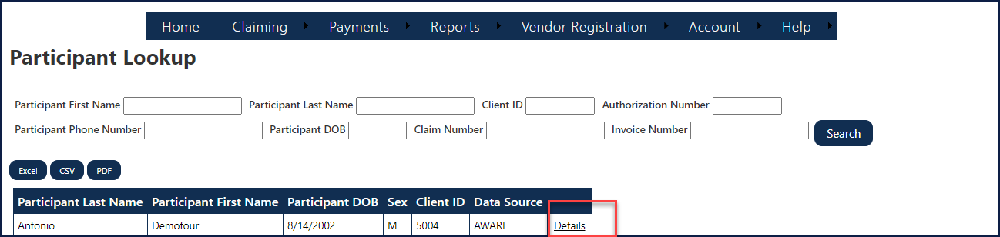 Home Claiming Payments Reports Vendor Registration Account Help
Participant Lookup
Participant First Name Participant Last Name Client ID Authorization Number
Participant Phone Number Participant DOB Claim Number Invoice Number Search
Excel CSV PDF
Participant Last Name Participant First Name Participant DOB Sex Client ID Data Source
Antonio Demofour 8/14/2002 M 5004 AWARE Details